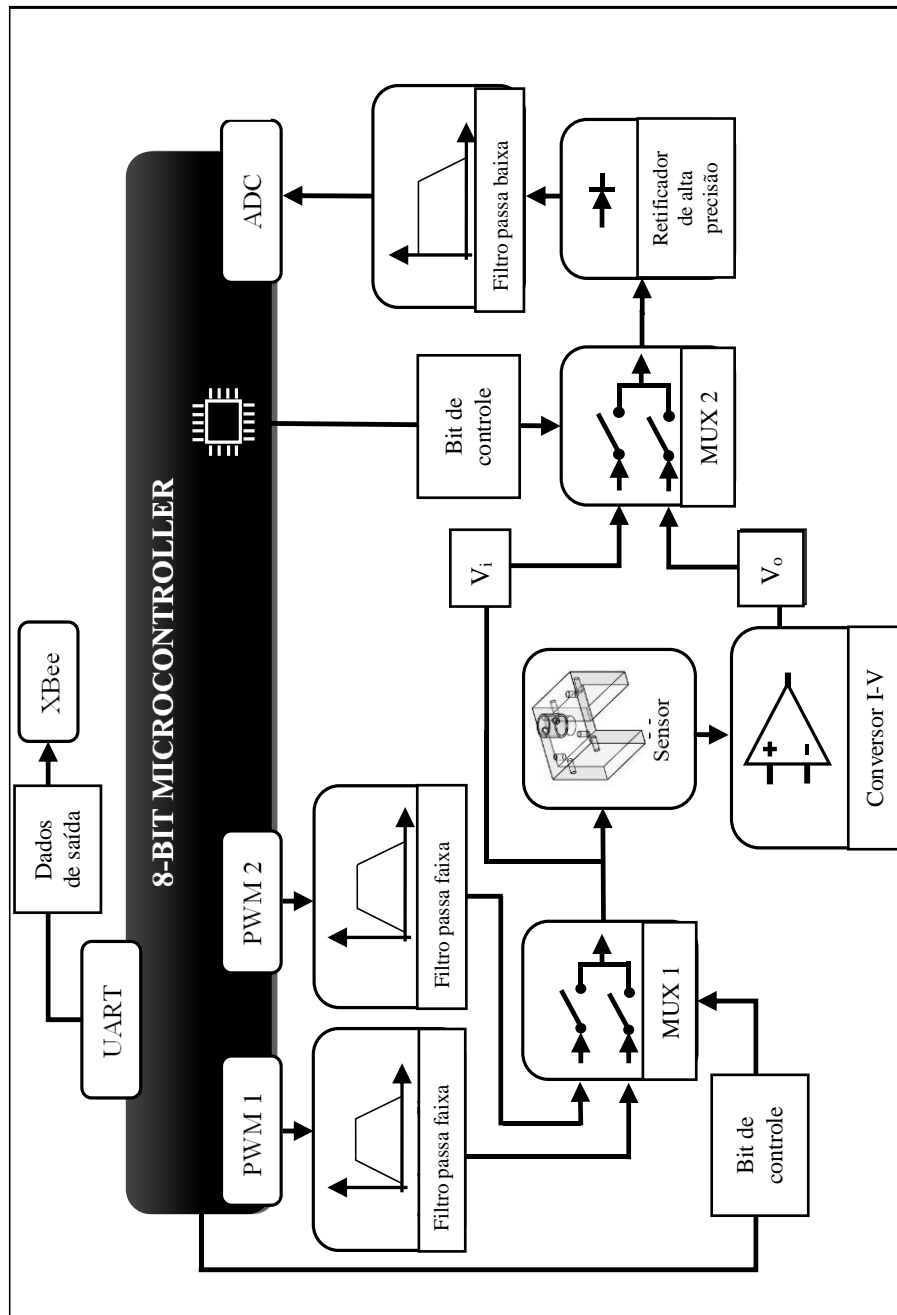 UART
Dados
de saída
XBee
8-BIT MICROCONTROLLER
PWM 1
PWM 2
ADC
Filtro passa faixa
Filtro passa faixa
Bit de
controle
Filtro passa baixa
Vi
MUX 1
Sensor
MUX 2
Retificador
de alta
precisão
Bit de
controle
Conversor I-V
+
-
Vo